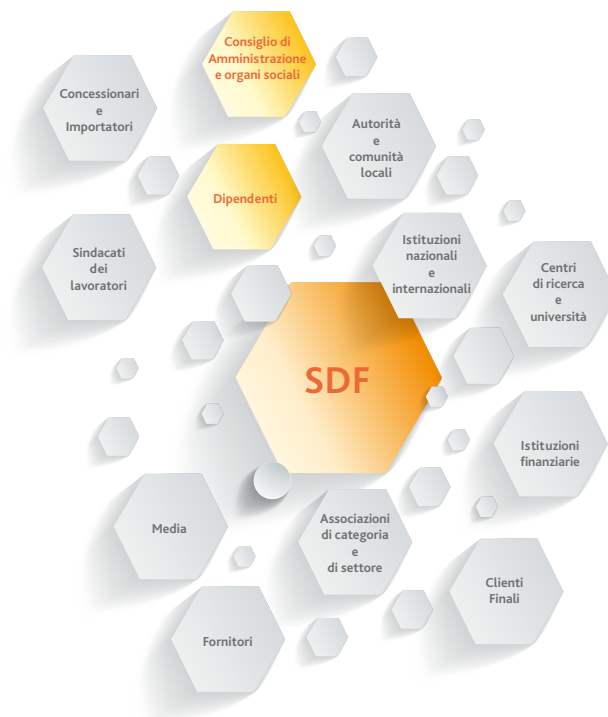 Consiglio di
Amministrazione
e organi sociali
Concessionari
e
Importatori
Autorità
e
comunità
locali
Dipendenti
Sindacati
dei
lavoratori
Istituzioni
nazionali
e
internazionali
Centri
di ricerca
e
università
SDF
Istituzioni
finanziarie
Media
Associazioni
di categoria
e
di settore
Clienti
Finali
Fornitori